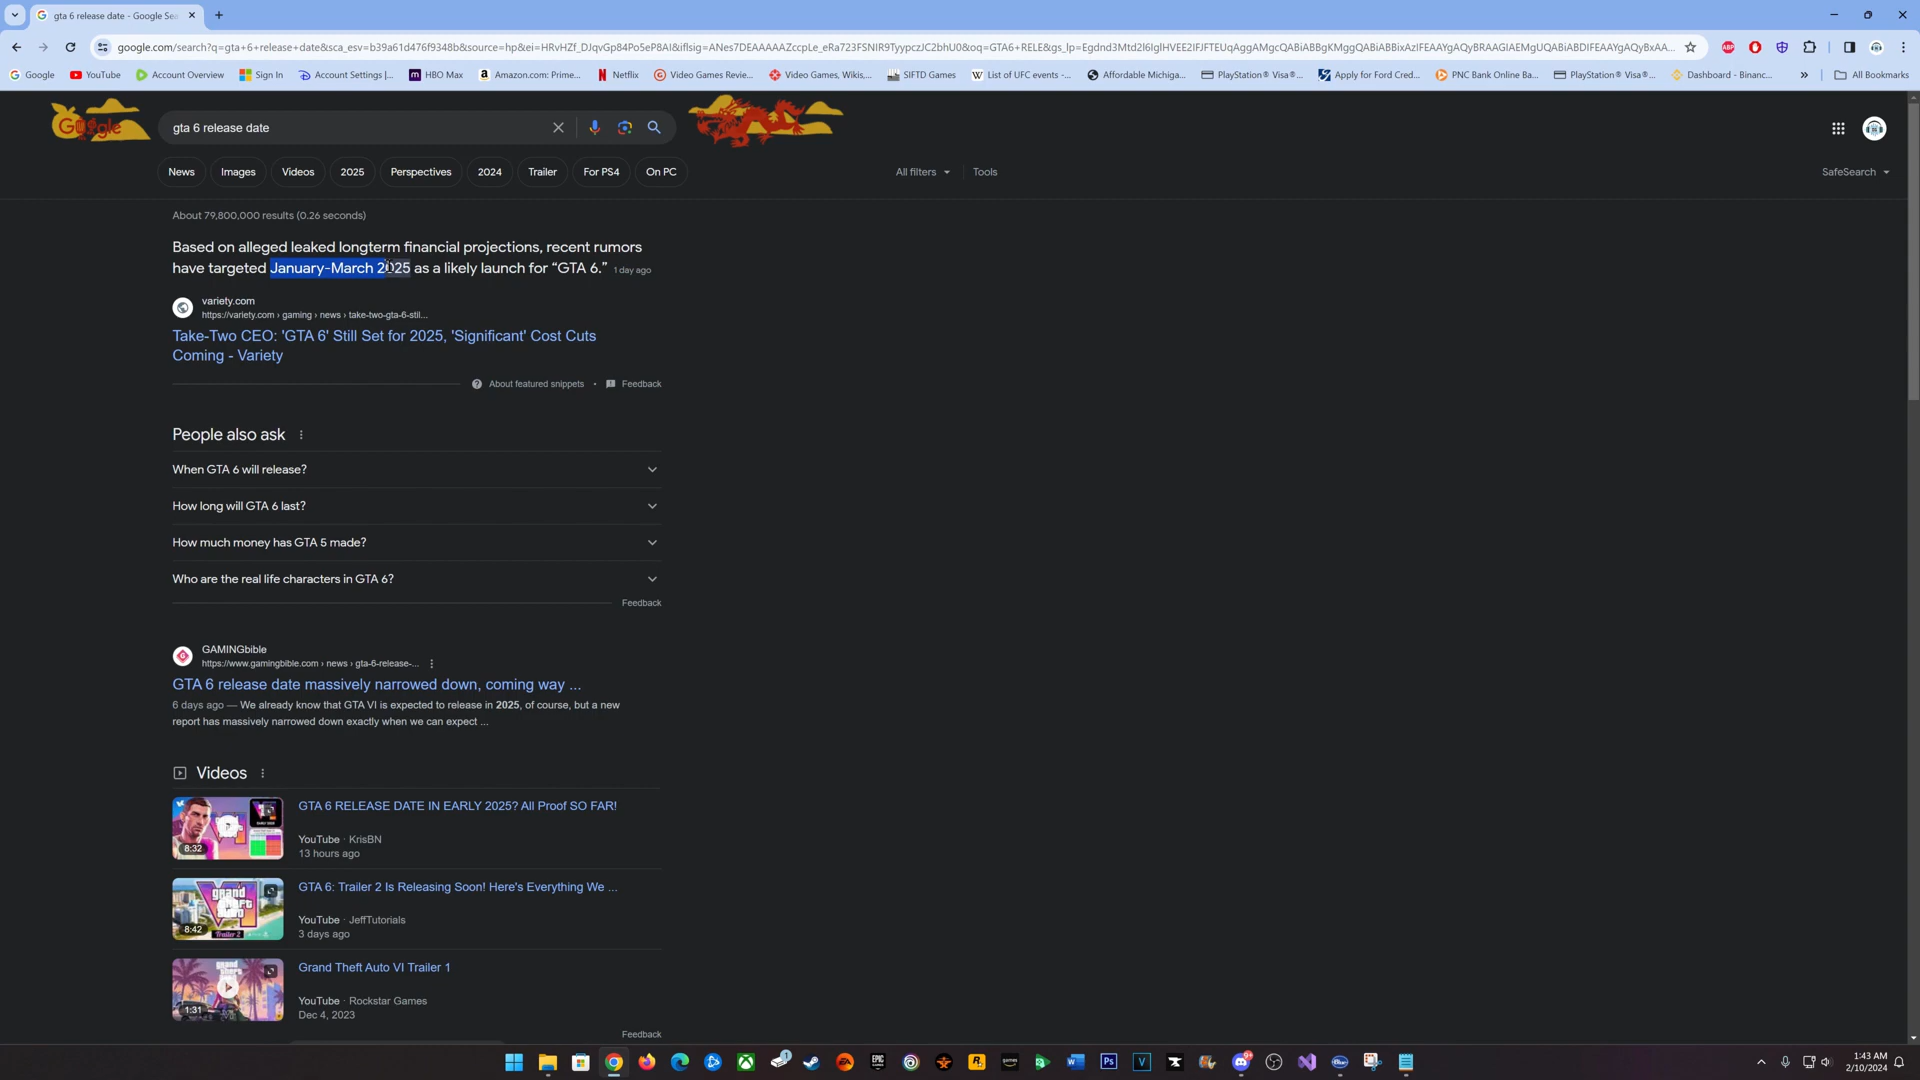 gta 6 release date - Google Sea
google.com/search?q=gta+6+release+date&sca_esv=b39a61d476f9348b&source=hp&ei=HRvHZf_DJqvGp84Po5eP8AI&iflsig=ANes7DEAAAAAZccpLe_eRa723FSNIR9TyypczJC2bhU0&oq=GTA6+RELE&gs_lp=Egdnd3Mtd2l6IglHVEE2IFJFTEUqAggAMgcQABiABBgKMggQABiABBixAzIFEAAYgAQyBRAAGIAEMgUQABiABDIFEAAYgAQyBxAA...
ABP
Google
YouTube
Account Overview
Sign In
Account Settings |...
HBO Max
Amazon.com: Prime...
Netflix
Video Games Revie...
Video Games, Wikis,...
SIFTD Games
List of UFC events -...
Affordable Michiga...
PlayStation® Visa®...
Apply for Ford Cred...
PNC Bank Online Ba...
PlayStation® Visa®...
Dashboard - Binanc...
»
All Bookmarks
Google
gta 6 release date
News
Images
Videos
2025
Perspectives
2024
Trailer
For PS4
On PC
All filters
Tools
SafeSearch
About 79,800,000 results (0.26 seconds)
Based on alleged leaked longterm financial projections, recent rumors
have targeted January-March 2025 as a likely launch for “GTA 6.” 1 day ago
variety.com
https://variety.com › gaming › news › take-two-gta-6-stil...
Take-Two CEO: 'GTA 6' Still Set for 2025, 'Significant' Cost Cuts
Coming - Variety
About featured snippets • Feedback
People also ask
When GTA 6 will release?
How long will GTA 6 last?
How much money has GTA 5 made?
Who are the real life characters in GTA 6?
Feedback
GAMINGbible
https://www.gamingbible.com › news › gta-6-release-...
GTA 6 release date massively narrowed down, coming way ...
6 days ago — We already know that GTA VI is expected to release in 2025, of course, but a new
report has massively narrowed down exactly when we can expect ...
Videos
GTA 6 RELEASE DATE IN EARLY 2025? All Proof SO FAR!
8:32
YouTube · KrisBN
13 hours ago
GTA 6: Trailer 2 Is Releasing Soon! Here's Everything We ...
grand theft
Trailer 2
8:42
YouTube · JeffTutorials
3 days ago
Grand Theft Auto VI Trailer 1
1:31
YouTube · Rockstar Games
Dec 4, 2023
Feedback
1:43 AM
2/10/2024